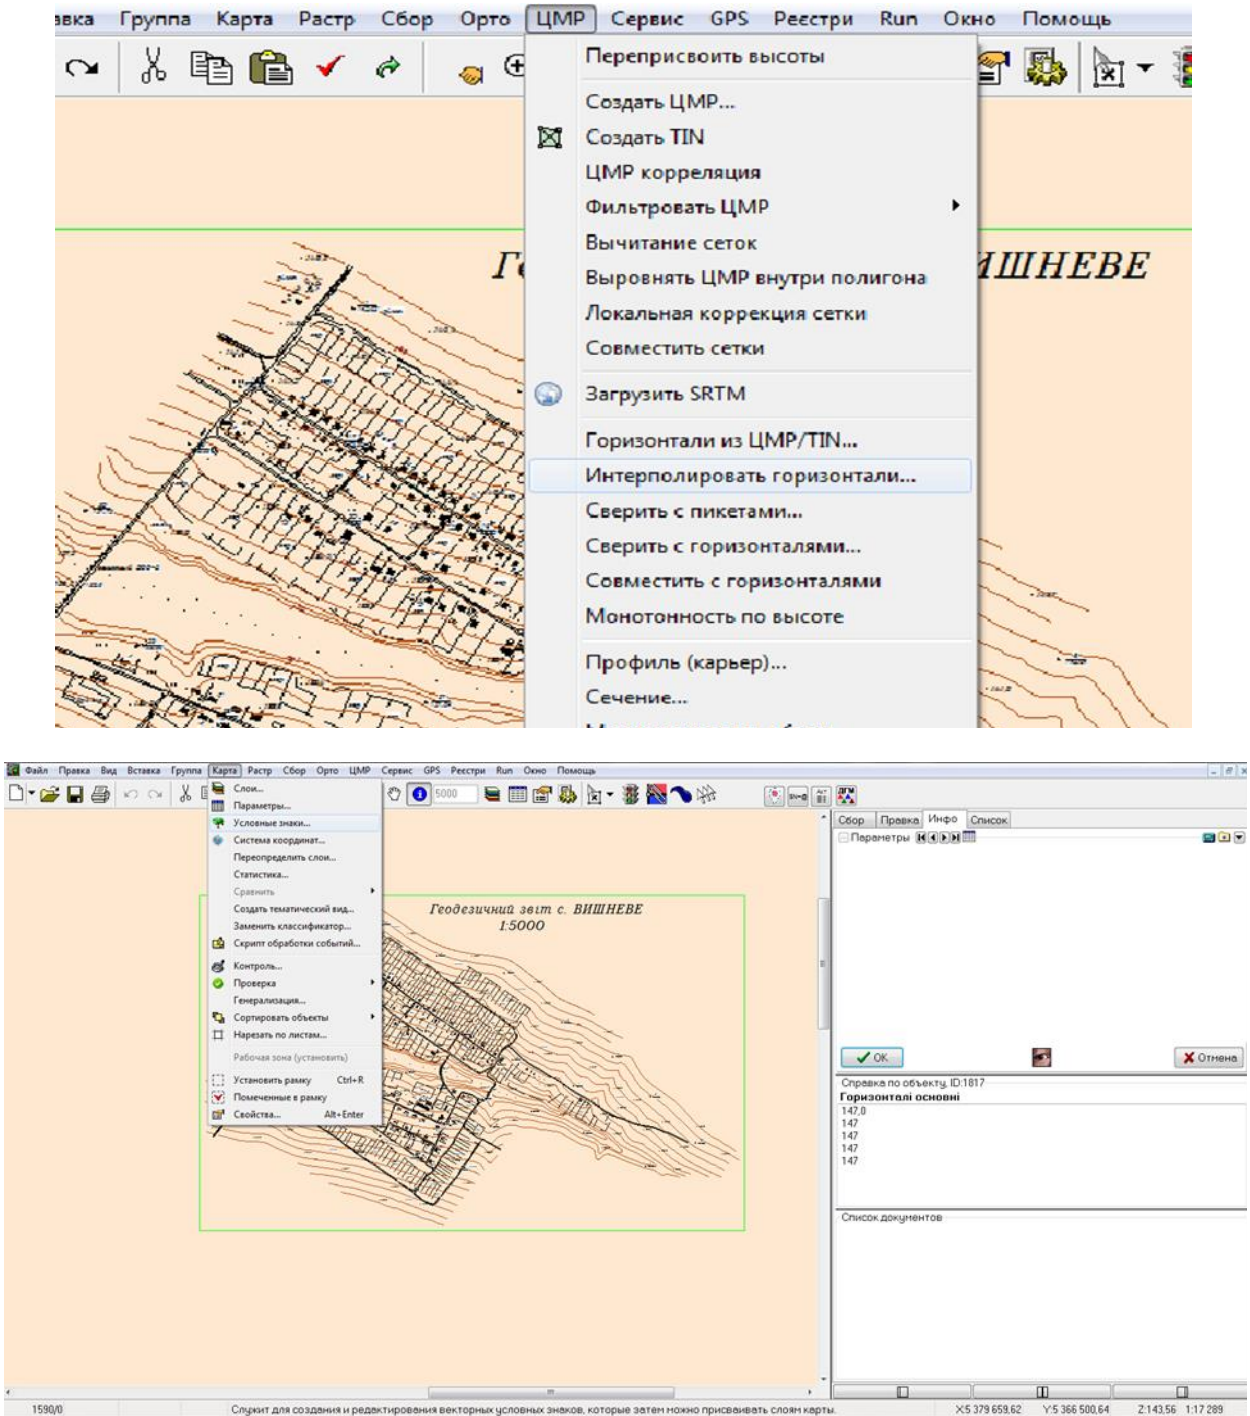 авка Группа Карта Растр Сбор Орто ЦМР Сервис GPS Реєстри Run Окно Помощь
Переприсвоить высоты
Создать ЦМР...
Создать TIN
ЦМР корреляция
Фильтровать ЦМР
Вычитание сеток
Выровнять ЦМР внутри полигона
Локальная коррекция сетки
Совместить сетки
Загрузить SRTM
Горизонтали из ЦМР/TIN...
Интерполировать горизонтали...
Сверить с пикетами...
Сверить с горизонталями...
Совместить с горизонталями
Монотонность по высоте
Профиль (карьер)...
Сечение...
Г
ИШНЕВЕ
Файл Правка Вид Вставка Группа Карта Растр Сбор Орто ЦМР Сервис GPS Реєстри Run Окно Помощь
5000
Слои...
Параметры...
Условные знаки...
Система координат...
Переопределить слои...
Статистика...
Сравнить
Создать тематический вид...
Заменить классификатор...
Скрипт обработки событий...
Контроль...
Проверка
Генерализация...
Сортировать объекты
Нарезать по листам...
Рабочая зона (установить)
Установить рамку Ctrl+R
Помеченные в рамку
Свойства... Alt+Enter
Геодезичний звіт с. ВИШНЕВЕ
1:5000
Сбор Правка Инфо Список
Параметры
OK Отмена
Справка по объекту, ID:1817
Горизонталі основні
147,0
147
147
147
147
Список документов
1590/0 Служит для создания и редактирования векторных условных знаков, которые затем можно присваивать слоям карты. X:5 379 659,62 Y:5 366 500,64 Z:143,56 1:17 289